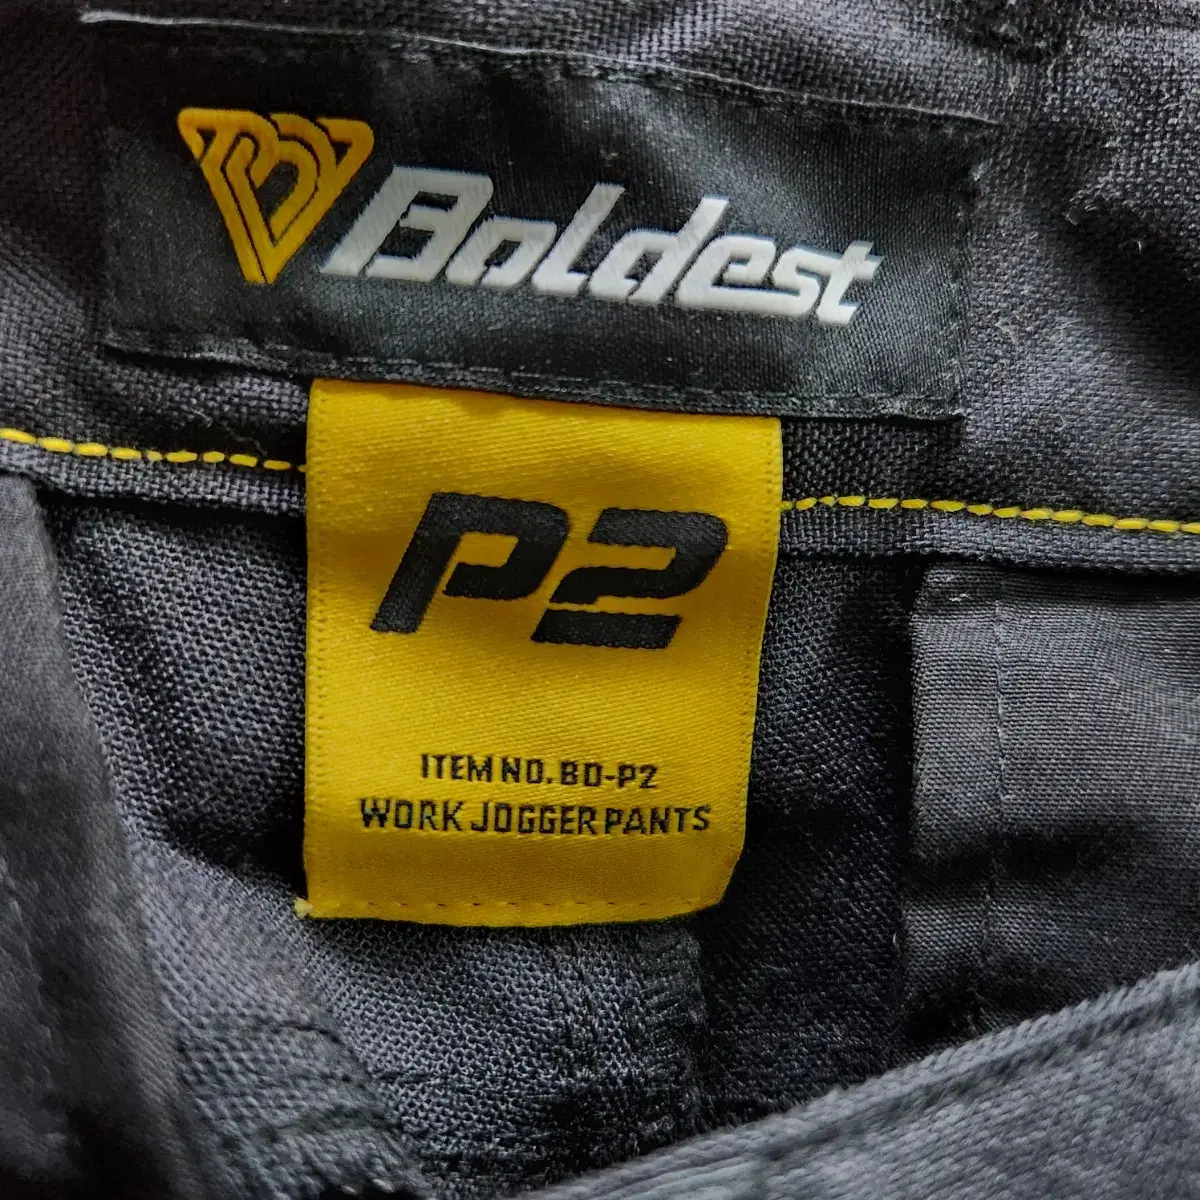 Boldest
P2
ITEM NO. BD-P2
WORK JOGGER PANTS